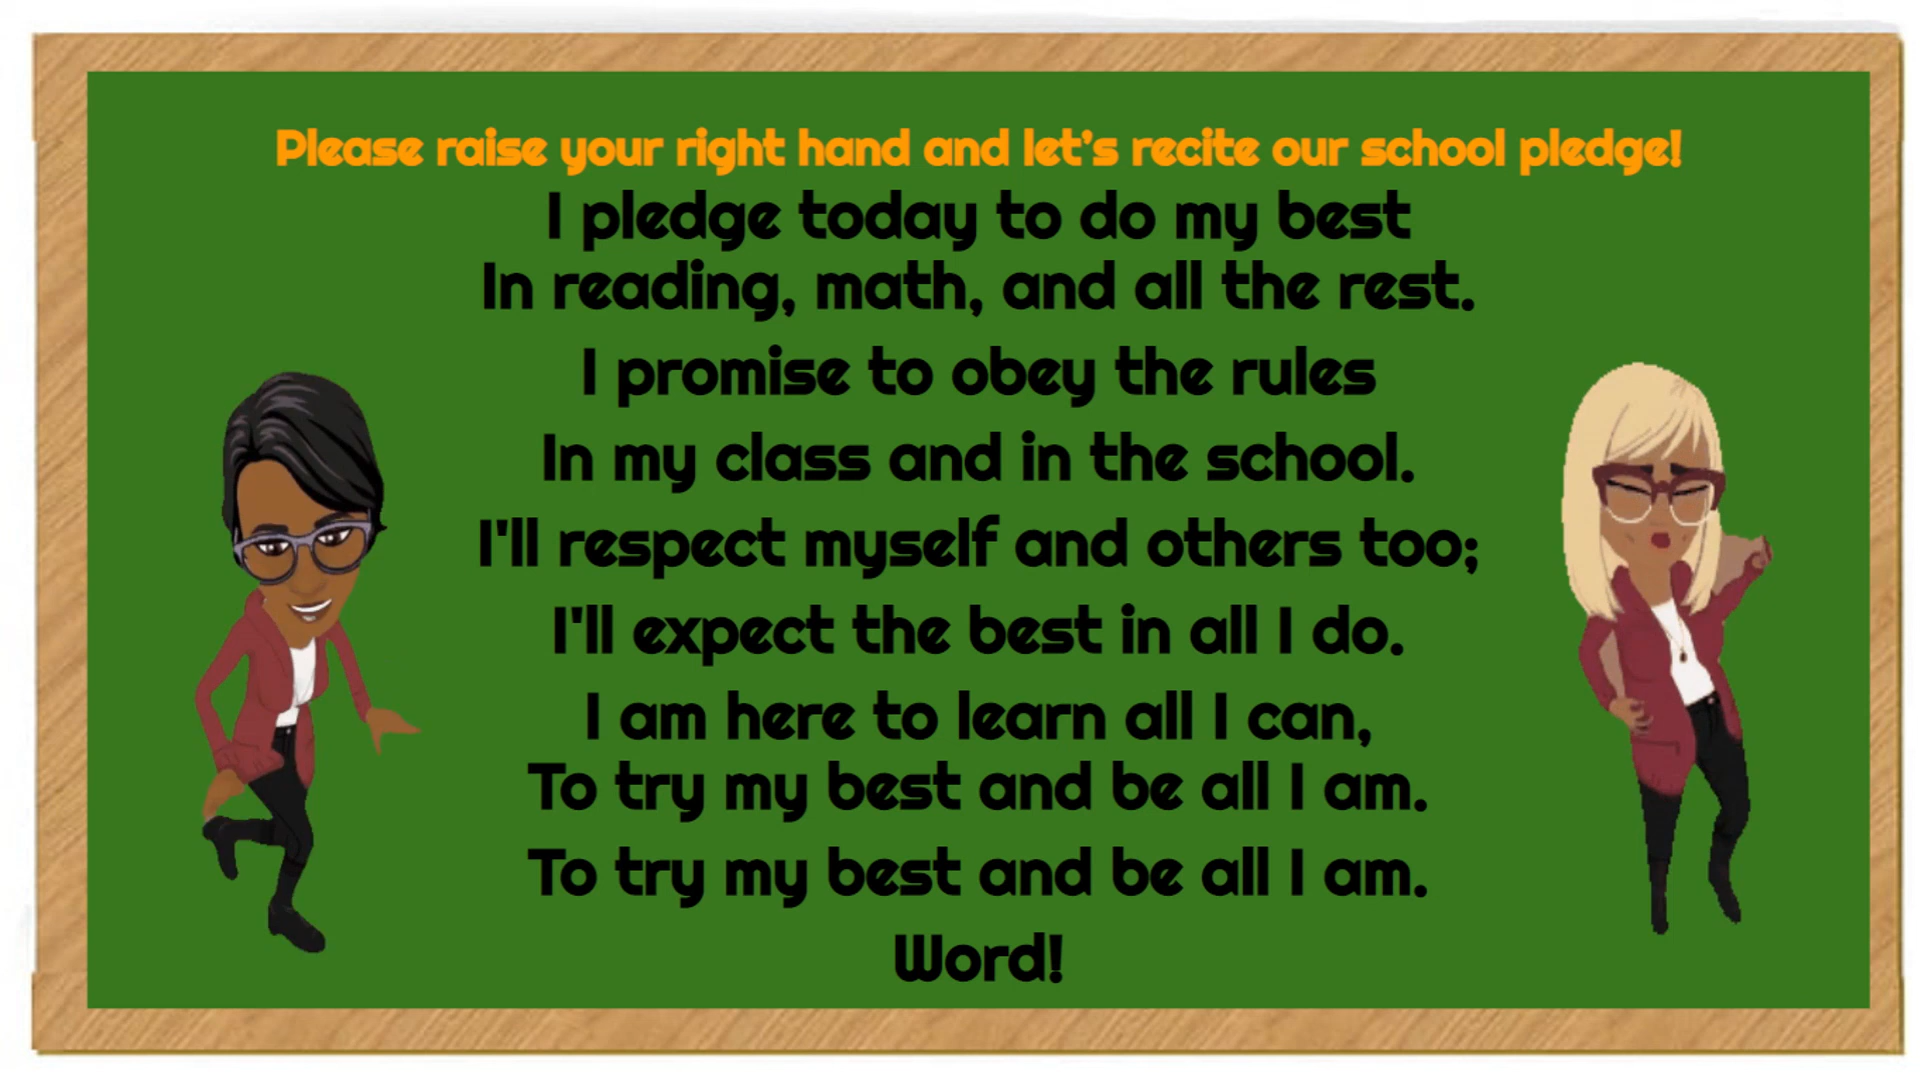 Please raise your right hand and let's recite our school pledge!
I pledge today to do my best
In reading, math, and all the rest.
I promise to obey the rules
In my class and in the school.
I'll respect myself and others too;
I'll expect the best in all I do.
I am here to learn all I can,
To try my best and be all I am.
To try my best and be all I am.
Word!